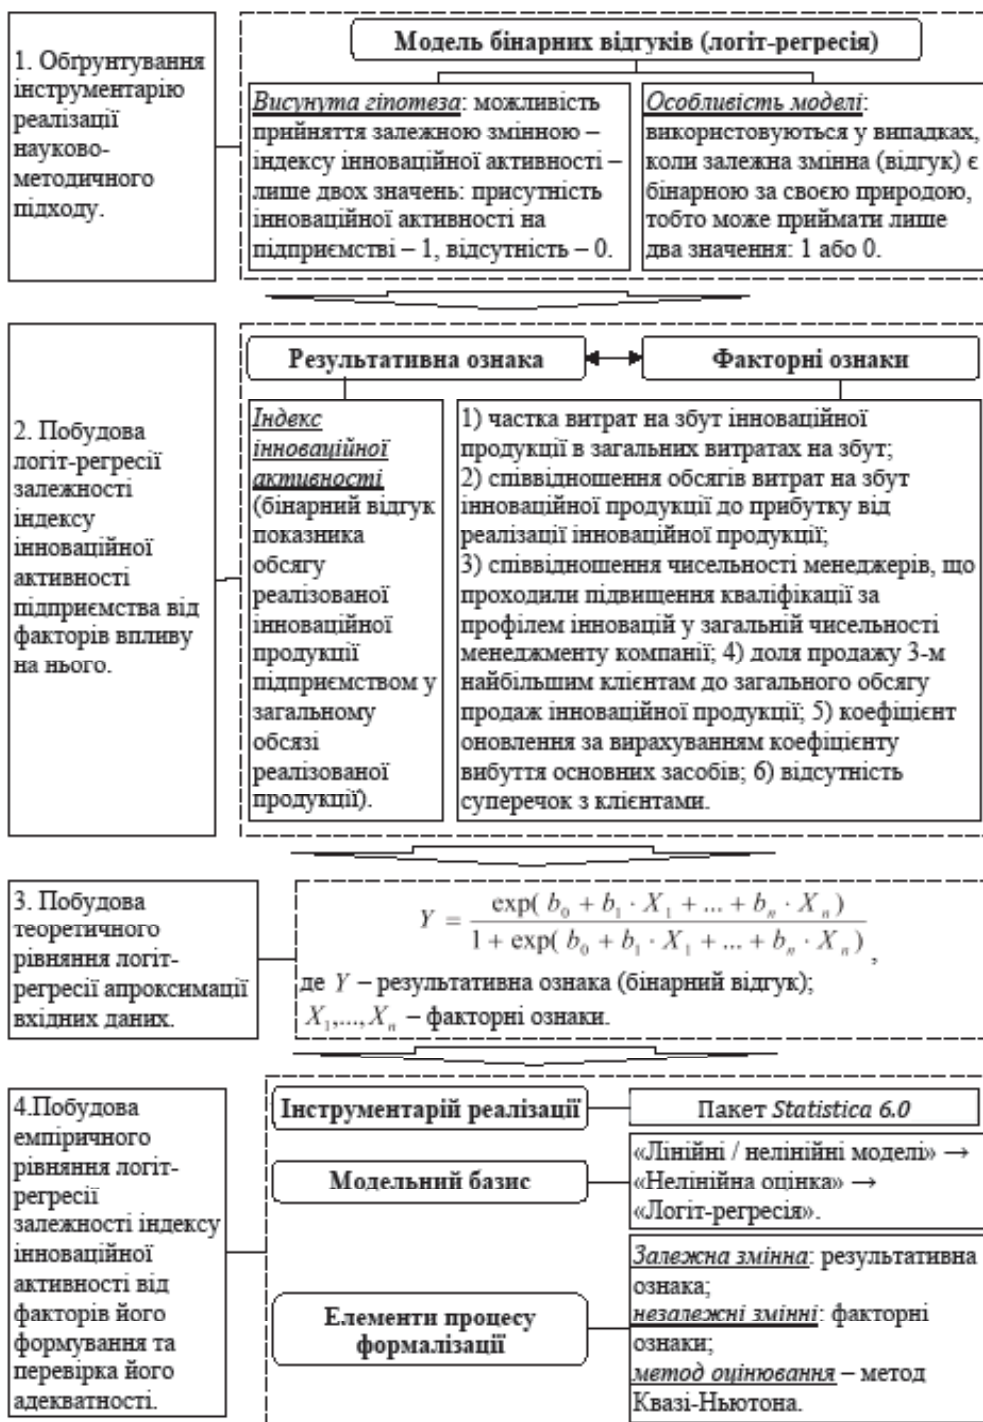 1. Обґрунтування
інструментарію
реалізації
науково-
методичного
підходу.
Модель бінарних відгуків (логіт-регресія)
Висунута гіпотеза: можливість
прийняття залежною змінною –
індексу інноваційної активності –
лише двох значень: присутність
інноваційної активності на
підприємстві – 1, відсутність – 0.
Особливість моделі:
використовуються у випадках,
коли залежна змінна (відгук) є
бінарною за своєю природою,
тобто може приймати лише
два значення: 1 або 0.
2. Побудова
логіт-регресії
залежності
індексу
інноваційної
активності
підприємства від
факторів впливу
на нього.
Результативна ознака
Факторні ознаки
Індекс
інноваційної
активності
(бінарний відгук
показника
обсягу
реалізованої
інноваційної
продукції
підприємством у
загальному
обсязі
реалізованої
продукції).
1) частка витрат на збут інноваційної
продукції в загальних витратах на збут;
2) співвідношення обсягів витрат на збут
інноваційної продукції до прибутку від
реалізації інноваційної продукції;
3) співвідношення чисельності менеджерів, що
проходили підвищення кваліфікації за
профілем інновацій у загальній чисельності
менеджменту компанії; 4) доля продажу 3-м
найбільшим клієнтам до загального обсягу
продаж інноваційної продукції; 5) коефіцієнт
оновлення за вирахуванням коефіцієнту
вибуття основних засобів; 6) відсутність
суперечок з клієнтами.
3. Побудова
теоретичного
рівняння логіт-
регресії апроксимації
вхідних даних.
Y = exp( b₀ + b₁ · X₁ + ... + bₙ · Xₙ ) / 1 + exp( b₀ + b₁ · X₁ + ... + bₙ · Xₙ ) ,
де Y – результативна ознака (бінарний відгук);
X₁,..., Xₙ – факторні ознаки.
4.Побудова
емпіричного
рівняння логіт-
регресії
залежності індексу
інноваційної
активності від
факторів його
формування та
перевірка його
адекватності.
Інструментарій реалізації
Пакет Statistica 6.0
Модельний базис
«Лінійні / нелінійні моделі» →
«Нелінійна оцінка» →
«Логіт-регресія».
Елементи процесу
формалізації
Залежна змінна: результативна
ознака;
незалежні змінні: факторні
ознаки;
метод оцінювання – метод
Квазі-Ньютона.